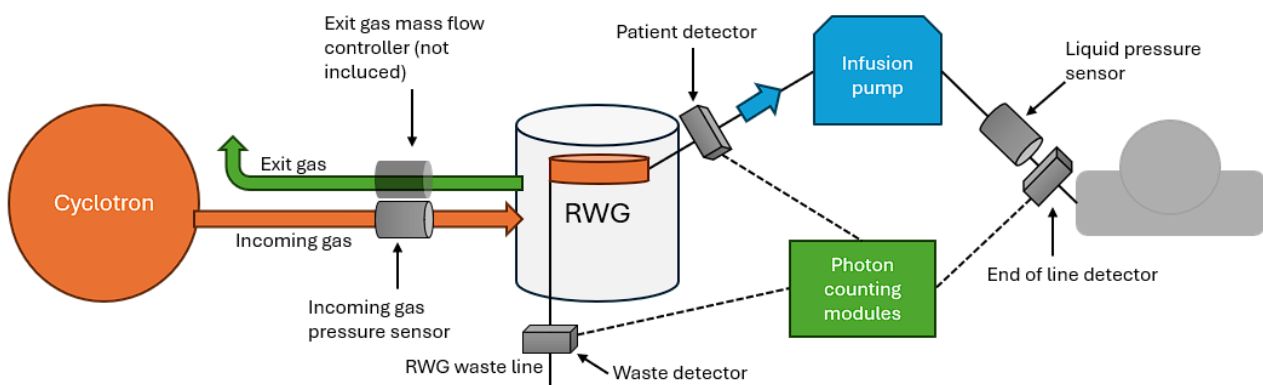 Exit gas mass flow
controller (not
included)
Patient detector
Infusion
pump
Liquid pressure
sensor
Exit gas
Cyclotron
RWG
Incoming gas
Photon
counting
modules
End of line detector
Incoming gas
pressure sensor
RWG waste line
Waste detector